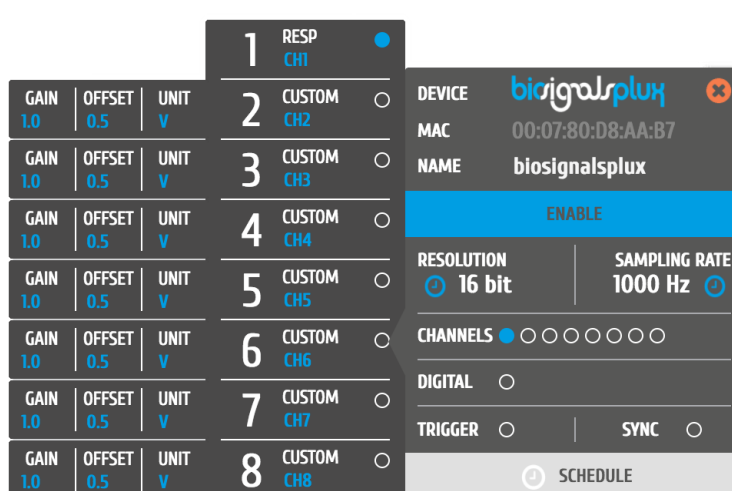 1 RESP
CH1
GAIN OFFSET UNIT 2 CUSTOM
1.0 0.5 V CH2
GAIN OFFSET UNIT 3 CUSTOM
1.0 0.5 V CH3
GAIN OFFSET UNIT 4 CUSTOM
1.0 0.5 V CH4
GAIN OFFSET UNIT 5 CUSTOM
1.0 0.5 V CH5
GAIN OFFSET UNIT 6 CUSTOM
1.0 0.5 V CH6
GAIN OFFSET UNIT 7 CUSTOM
1.0 0.5 V CH7
GAIN OFFSET UNIT 8 CUSTOM
1.0 0.5 V CH8
DEVICE biosignalsplux
MAC 00:07:80:D8:AA:B7
NAME biosignalsplux
ENABLE
RESOLUTION SAMPLING RATE
16 bit 1000 Hz
CHANNELS
DIGITAL
TRIGGER SYNC
SCHEDULE